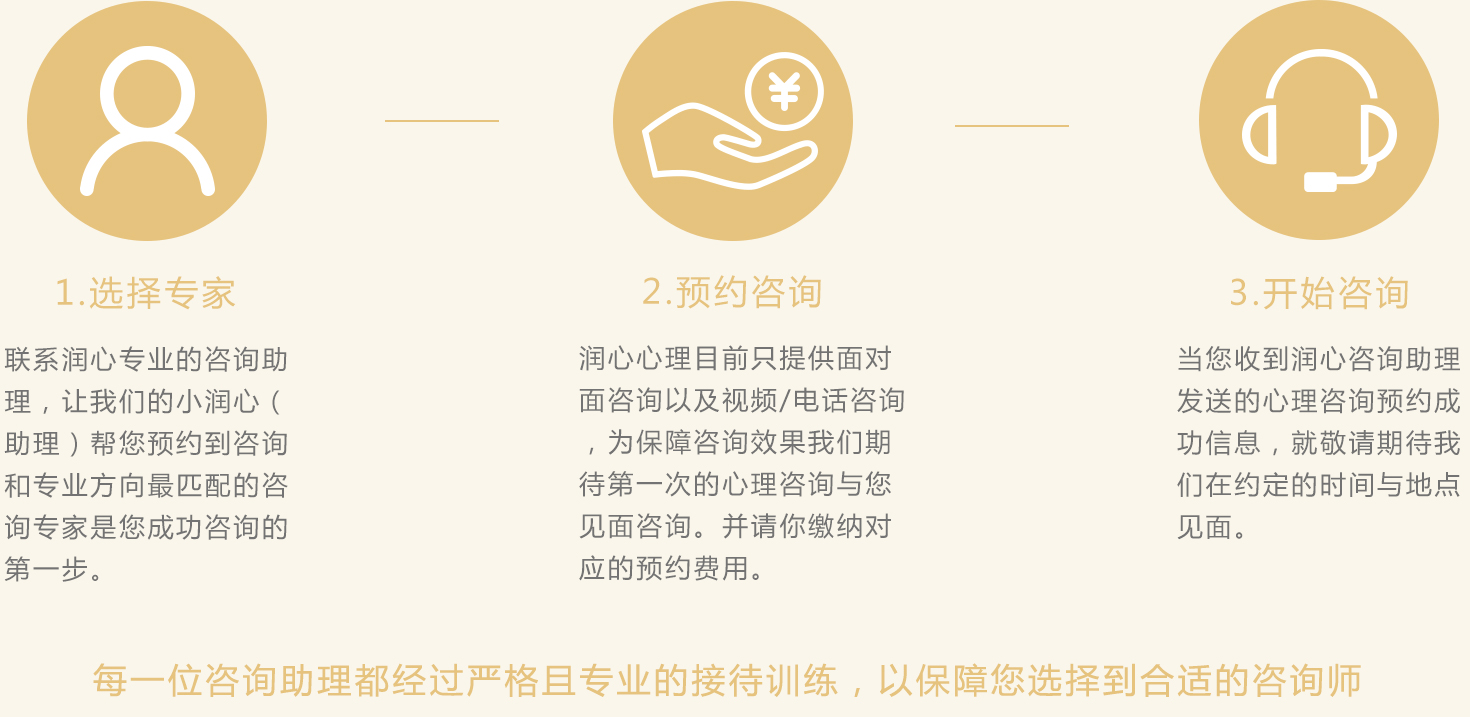 ¥
1.选择专家
联系润心专业的咨询助
理，让我们的小润心（
助理）帮您预约到咨询
和专业方向最匹配的咨
询专家是您成功咨询的
第一步。
2.预约咨询
润心心理目前只提供面对
面咨询以及视频/电话咨询
，为保障咨询效果我们期
待第一次的心理咨询与您
见面咨询。并请你缴纳对
应的预约费用。
3.开始咨询
当您收到润心咨询助理
发送的心理咨询预约成
功信息，就敬请期待我
们在约定的时间与地点
见面。
每一位咨询助理都经过严格且专业的接待训练，以保障您选择到合适的咨询师